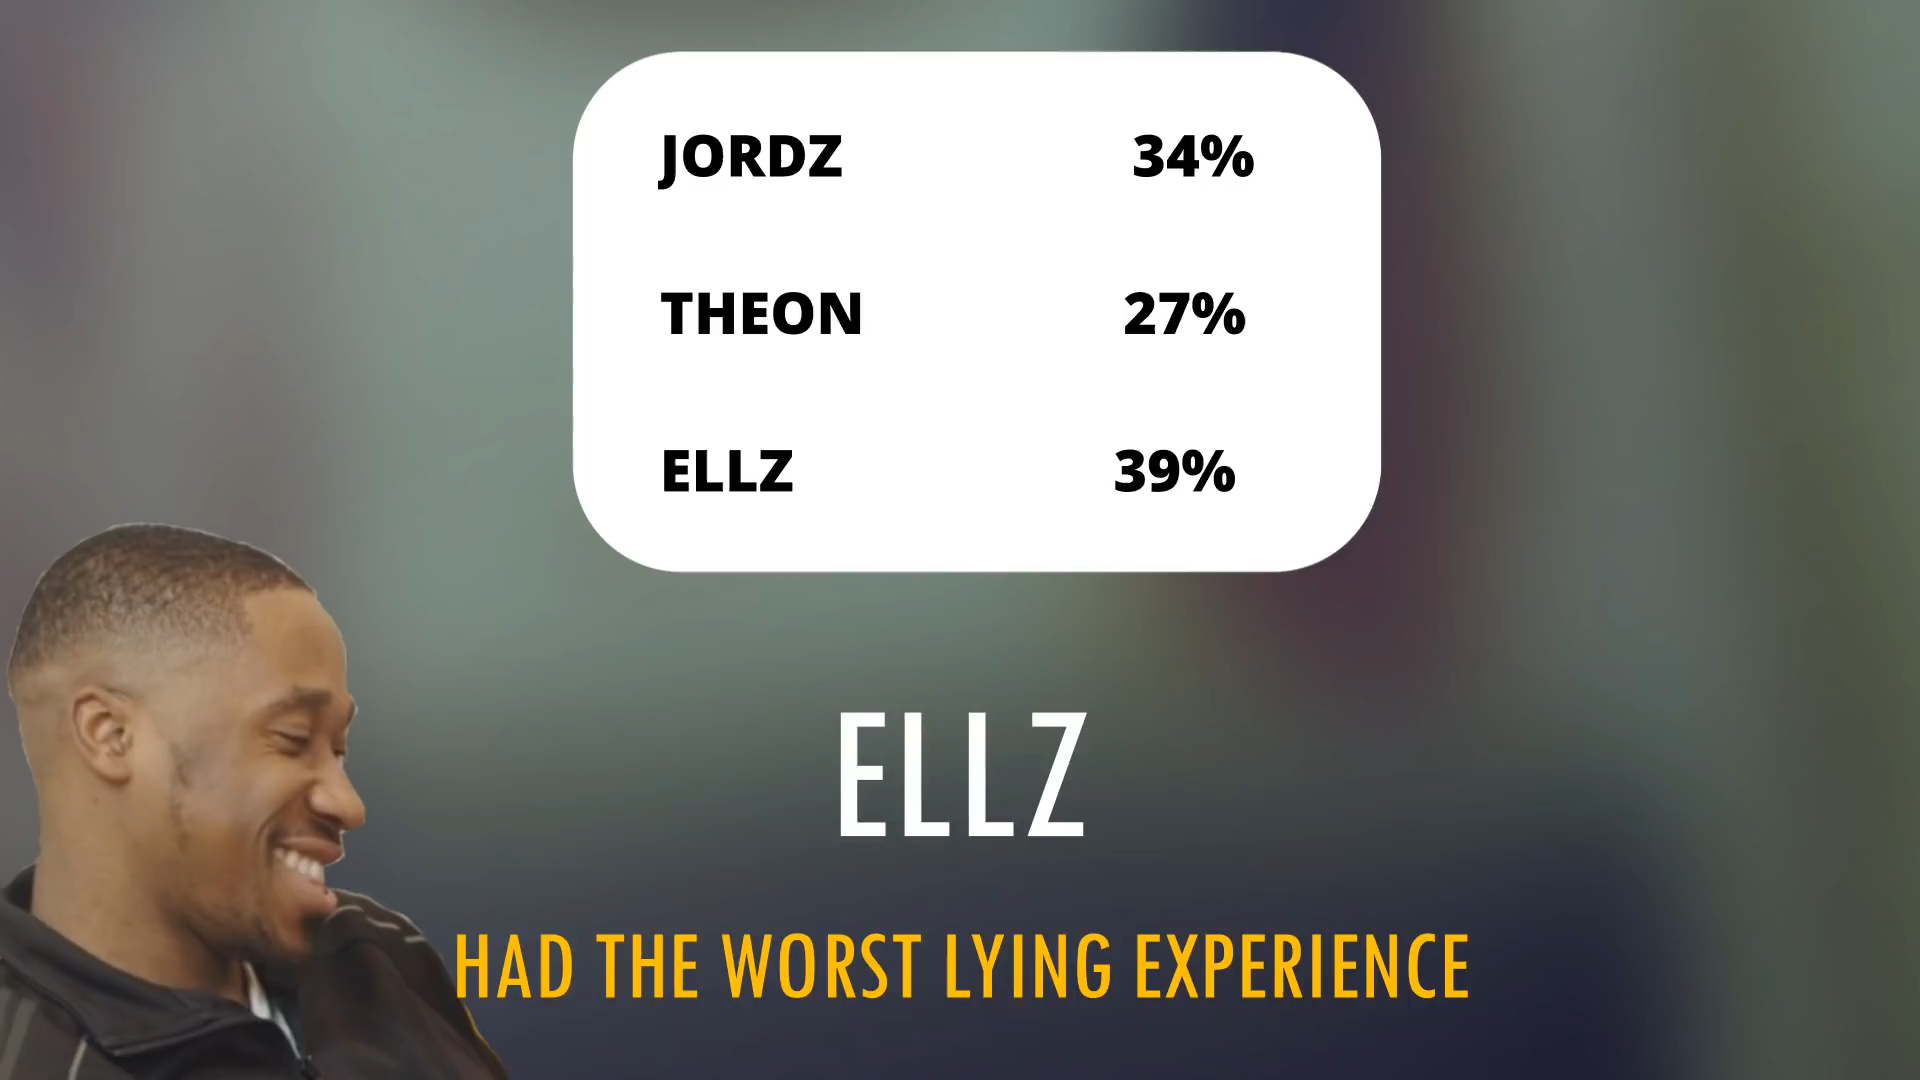 JORDZ 34%
THEON 27%
ELLZ 39%
ELLZ
HAD THE WORST LYING EXPERIENCE